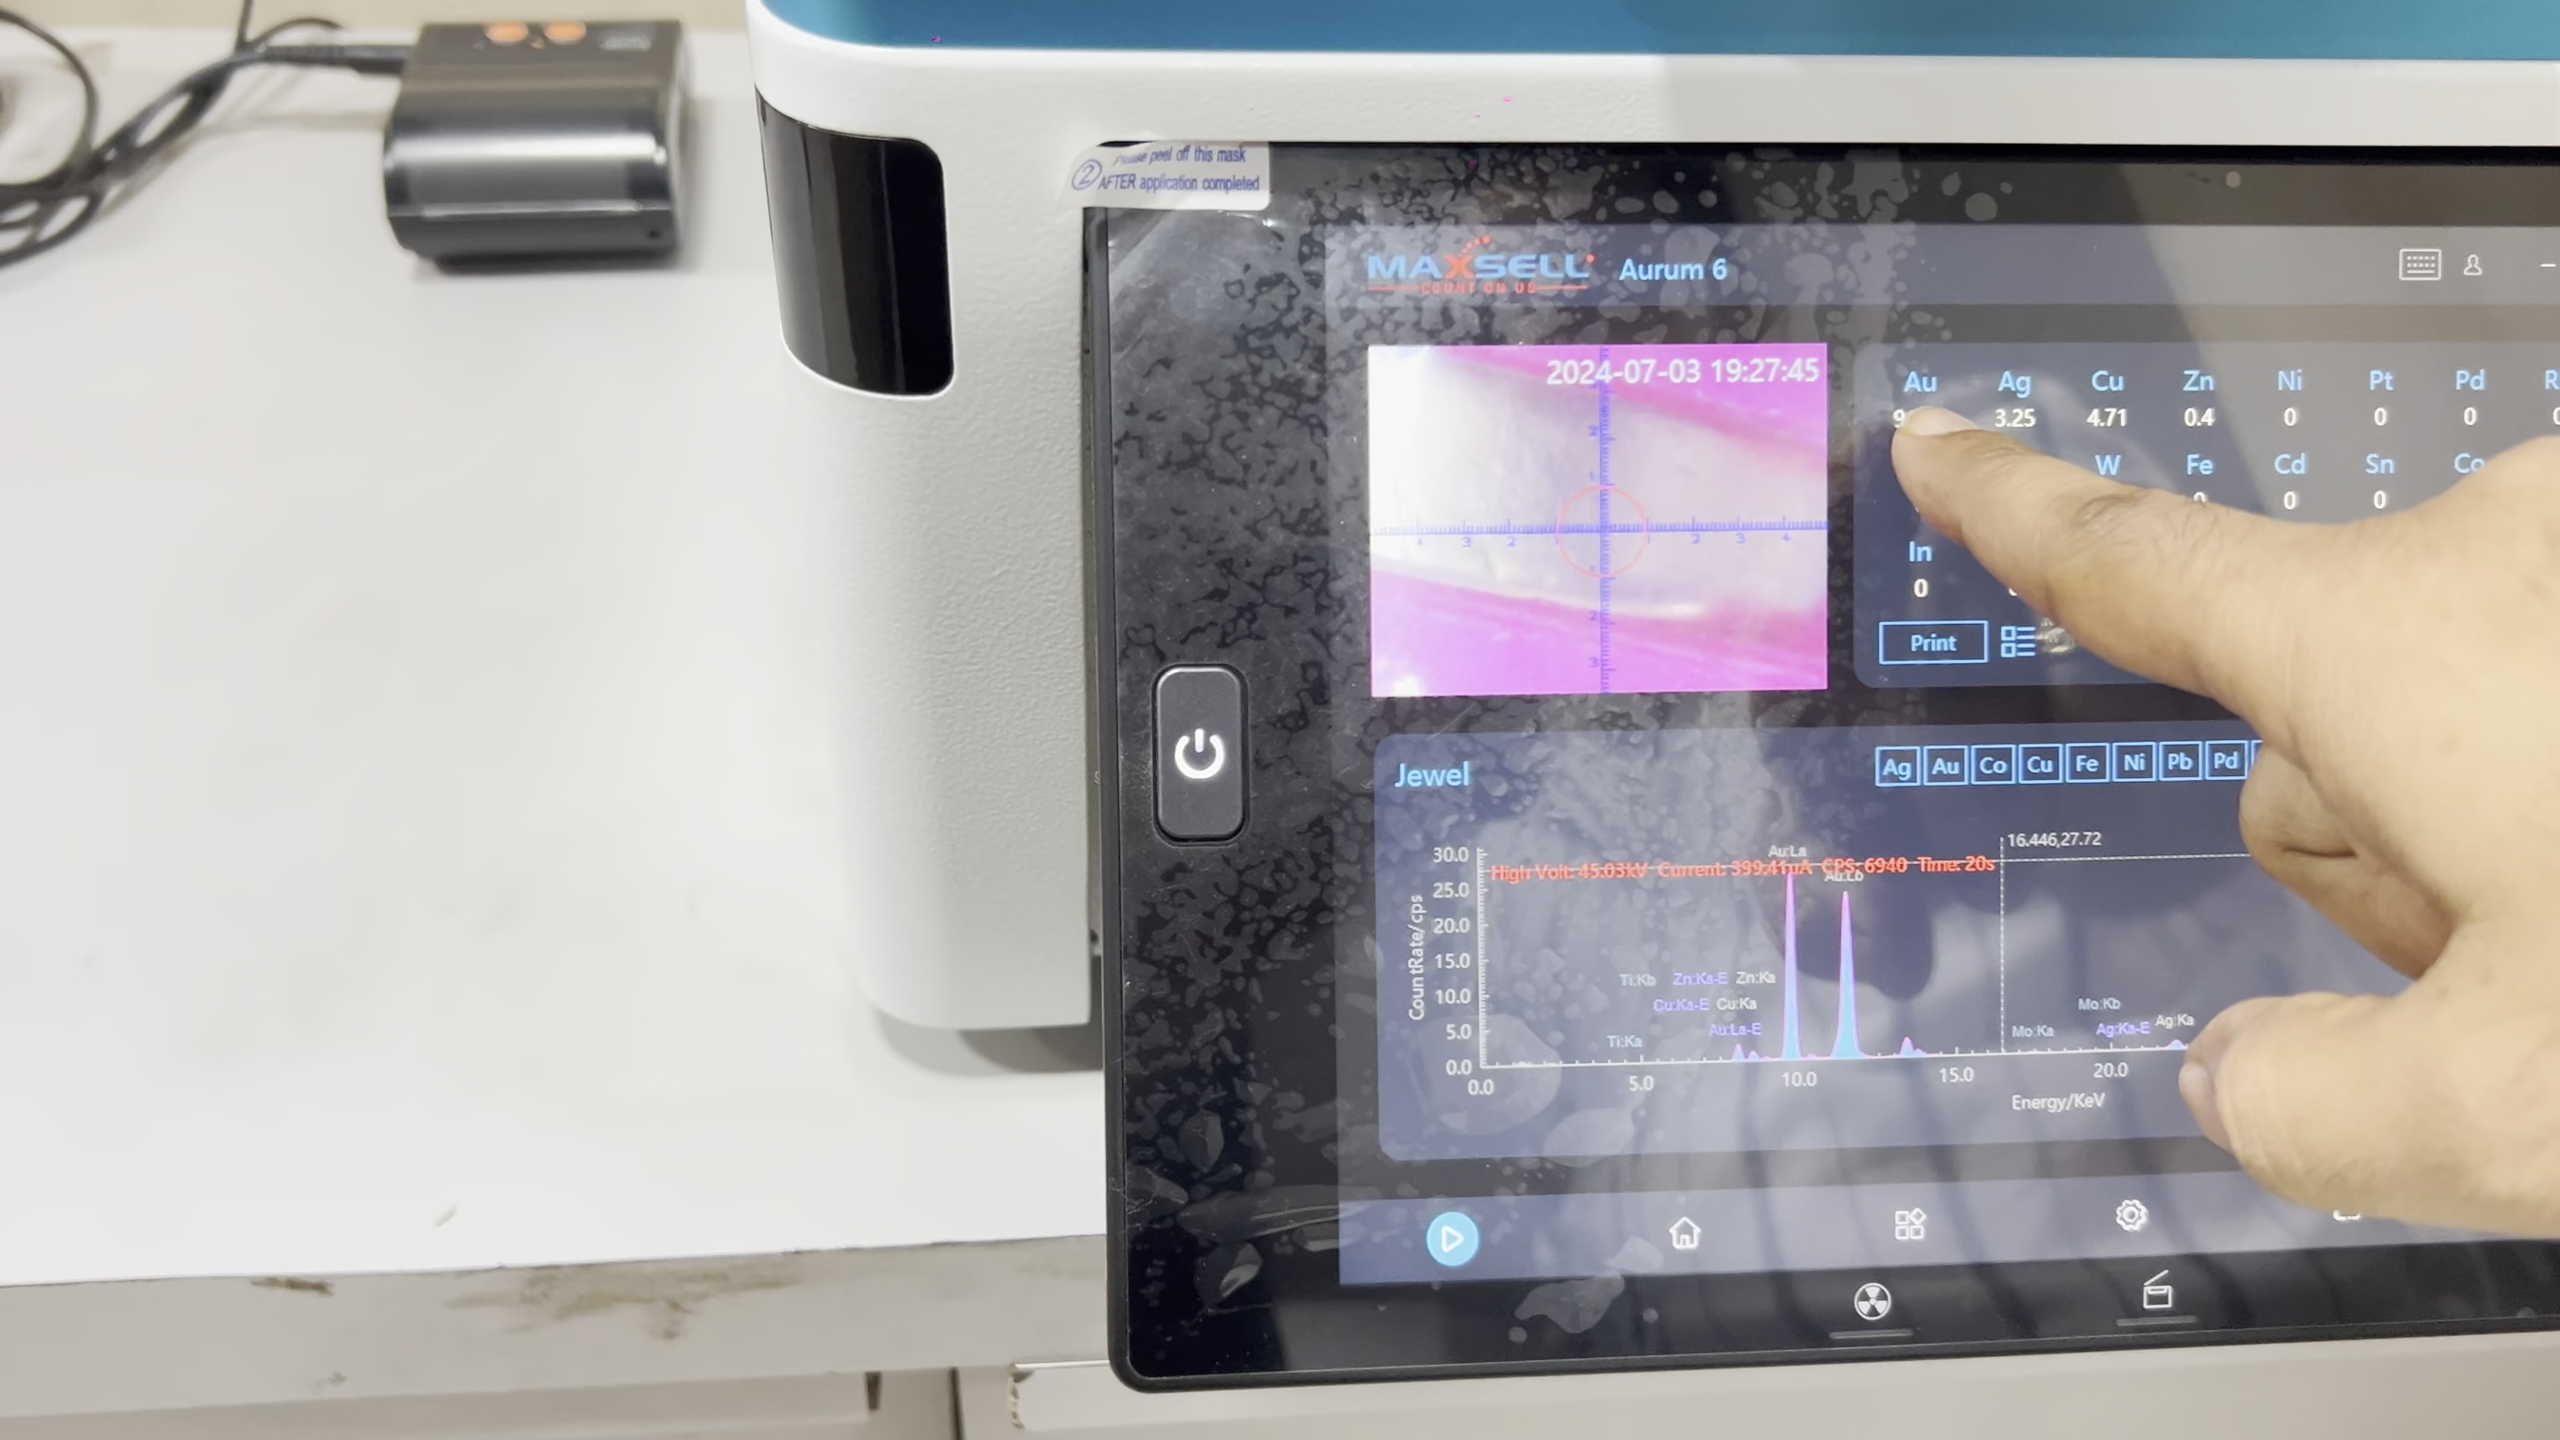 ② Please peel off this mask
AFTER application completed
MAXSELL Aurum 6
COUNT ON US
2024-07-03 19:27:45
Au Ag Cu Zn Ni Pt Pd
3.25 4.71 0.4 0 0 0
W Fe Cd Sn Co
0 0 0
In
0
Print
Jewel
Ag Au Co Cu Fe Ni Pb Pd
16.446,27.72
Au:La
High Volt: 45.03kV Current: 399.41uA CPS: 6940 Time: 20s
Au:Lb
30.0
25.0
20.0
15.0
10.0
5.0
0.0
CountRate/cps
Ti:Kb Zn:Ka-E Zn:Ka
Cu:Ka-E Cu:Ka
Au:La-E
Ti:Ka
Mo:Kb
Mo:Ka Ag:Ka-E Ag:Ka
0.0 5.0 10.0 15.0 20.0
Energy/KeV